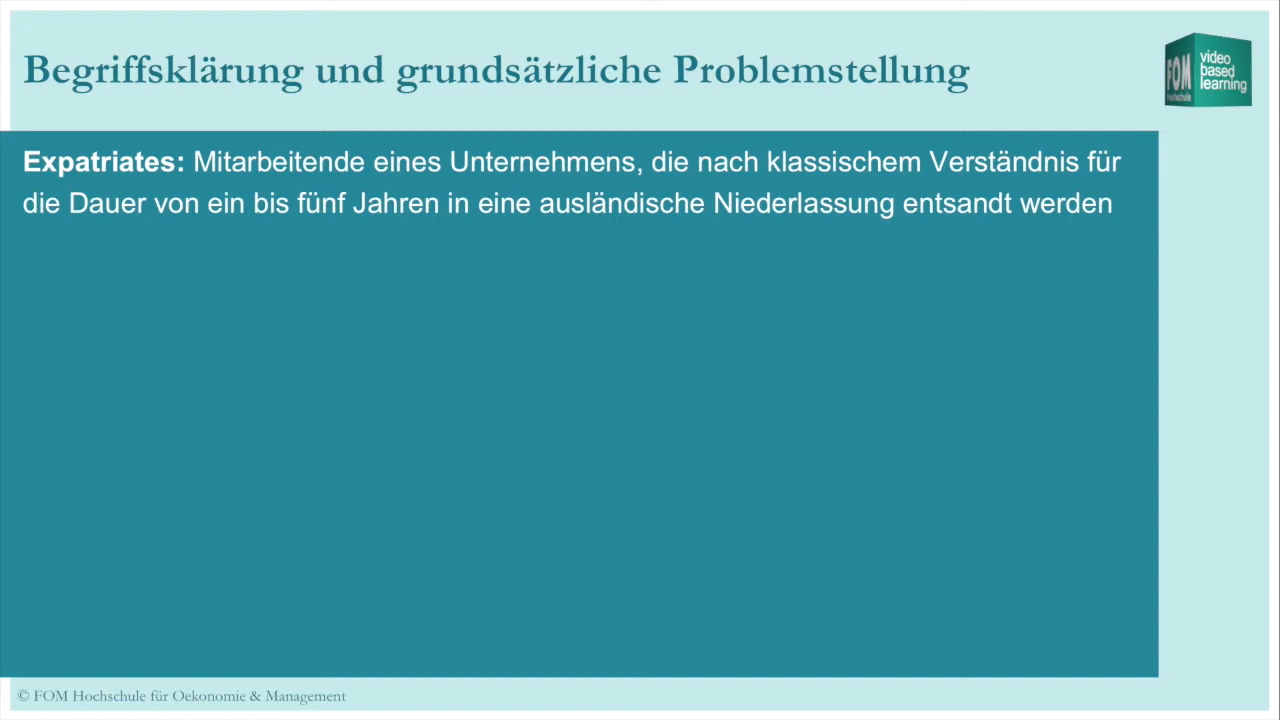 Begriffsklärung und grundsätzliche Problemstellung
FOM
Hochschule
video
based
learning
Expatriates: Mitarbeitende eines Unternehmens, die nach klassischem Verständnis für
die Dauer von ein bis fünf Jahren in eine ausländische Niederlassung entsandt werden
© FOM Hochschule für Oekonomie & Management